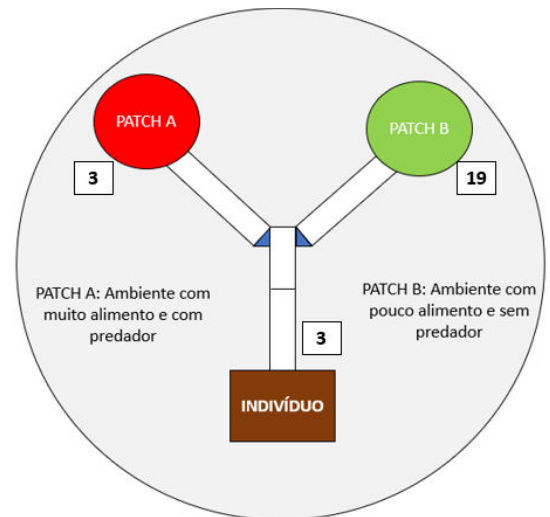 PATCH A
PATCH B
3
19
PATCH A: Ambiente com
muito alimento e com
predador
PATCH B: Ambiente com
pouco alimento e sem
predador
3
INDIVÍDUO